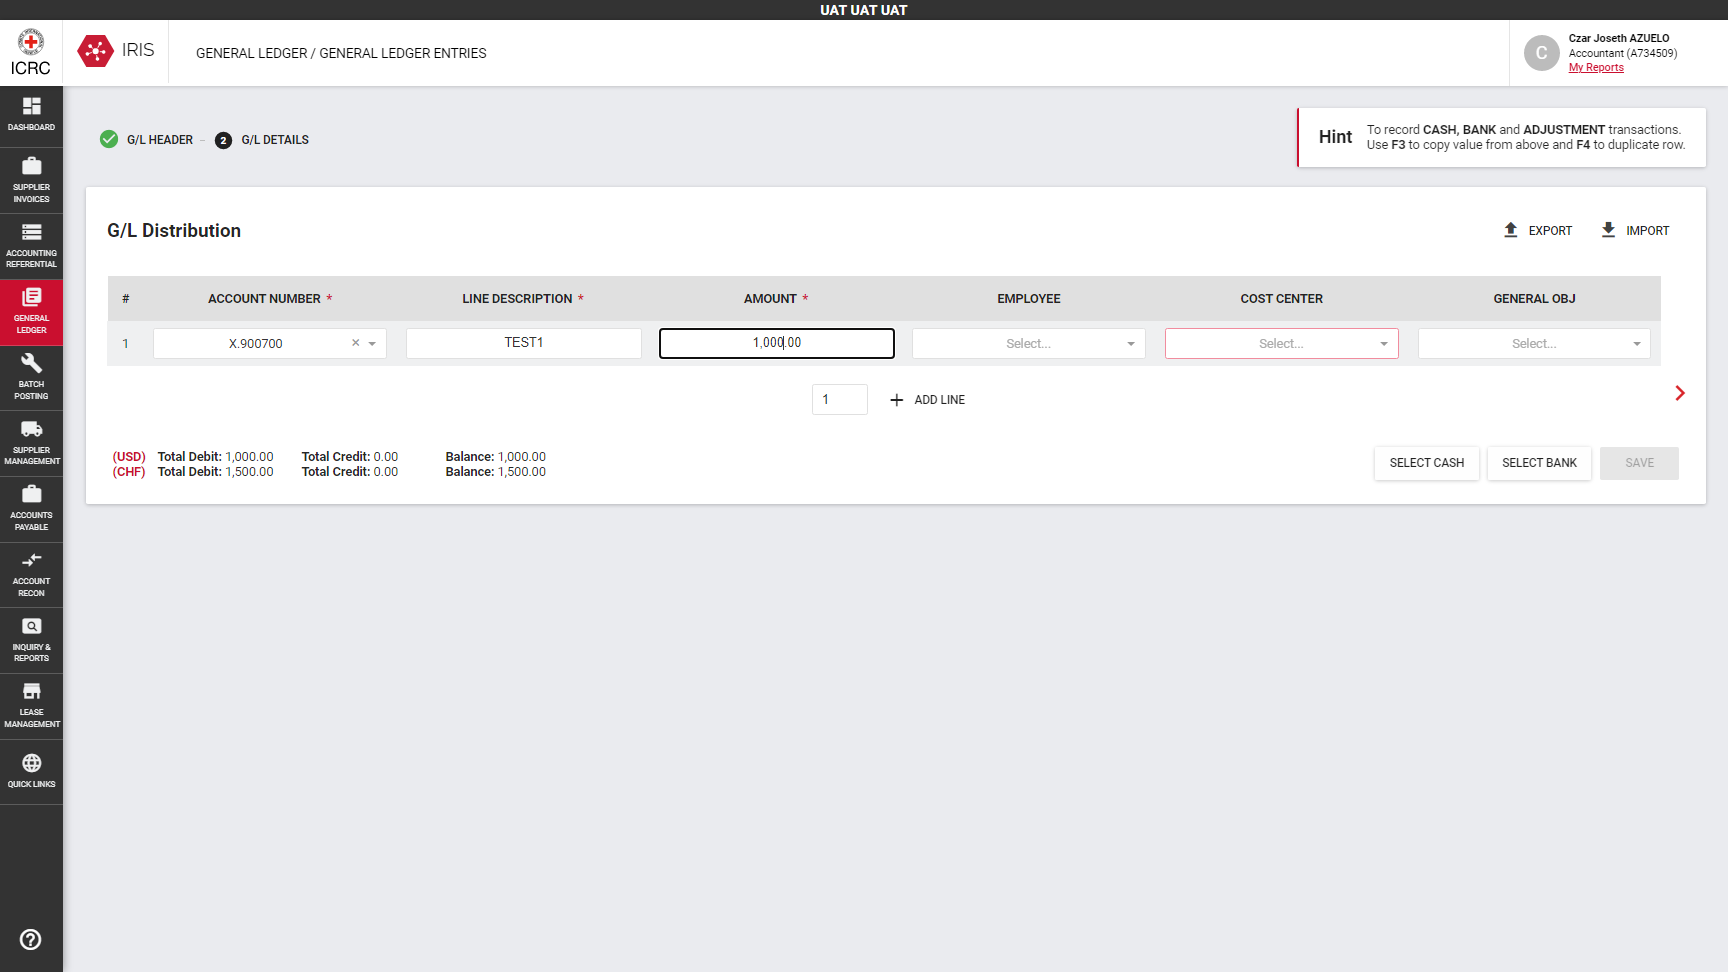 UAT UAT UAT
ICRC
IRIS
GENERAL LEDGER / GENERAL LEDGER ENTRIES
C
Czar Joseth AZUELO
Accountant (A734509)
My Reports
DASHBOARD
SUPPLIER
INVOICES
ACCOUNTING
REFERENTIAL
GENERAL
LEDGER
BATCH
POSTING
SUPPLIER
MANAGEMENT
ACCOUNTS
PAYABLE
ACCOUNT
RECON
INQUIRY &
REPORTS
LEASE
MANAGEMENT
QUICK LINKS
G/L HEADER – 2 G/L DETAILS
Hint
To record CASH, BANK and ADJUSTMENT transactions.
Use F3 to copy value from above and F4 to duplicate row.
G/L Distribution
EXPORT IMPORT
# ACCOUNT NUMBER * LINE DESCRIPTION * AMOUNT * EMPLOYEE COST CENTER GENERAL OBJ
1 X.900700 × TEST1 1,000.00 Select... Select... Select...
1 + ADD LINE
(USD) Total Debit: 1,000.00 Total Credit: 0.00 Balance: 1,000.00
(CHF) Total Debit: 1,500.00 Total Credit: 0.00 Balance: 1,500.00
SELECT CASH SELECT BANK SAVE